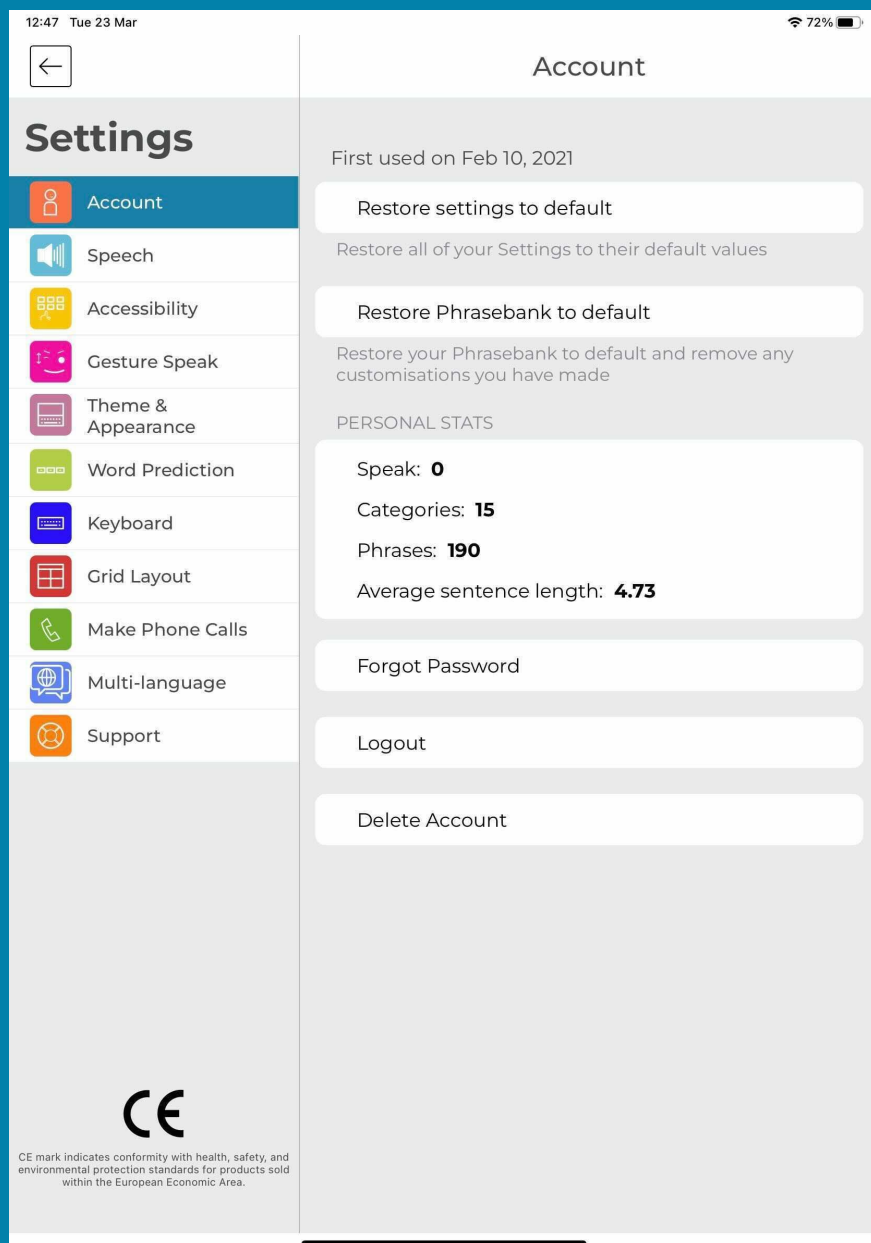 12:47 Tue 23 Mar
72%
Account
Settings
Account
Speech
Accessibility
Gesture Speak
Theme &
Appearance
Word Prediction
Keyboard
Grid Layout
Make Phone Calls
Multi-language
Support
CE
CE mark indicates conformity with health, safety, and
environmental protection standards for products sold
within the European Economic Area.
First used on Feb 10, 2021
Restore settings to default
Restore all of your Settings to their default values
Restore Phrasebank to default
Restore your Phrasebank to default and remove any
customisations you have made
PERSONAL STATS
Speak: 0
Categories: 15
Phrases: 190
Average sentence length: 4.73
Forgot Password
Logout
Delete Account